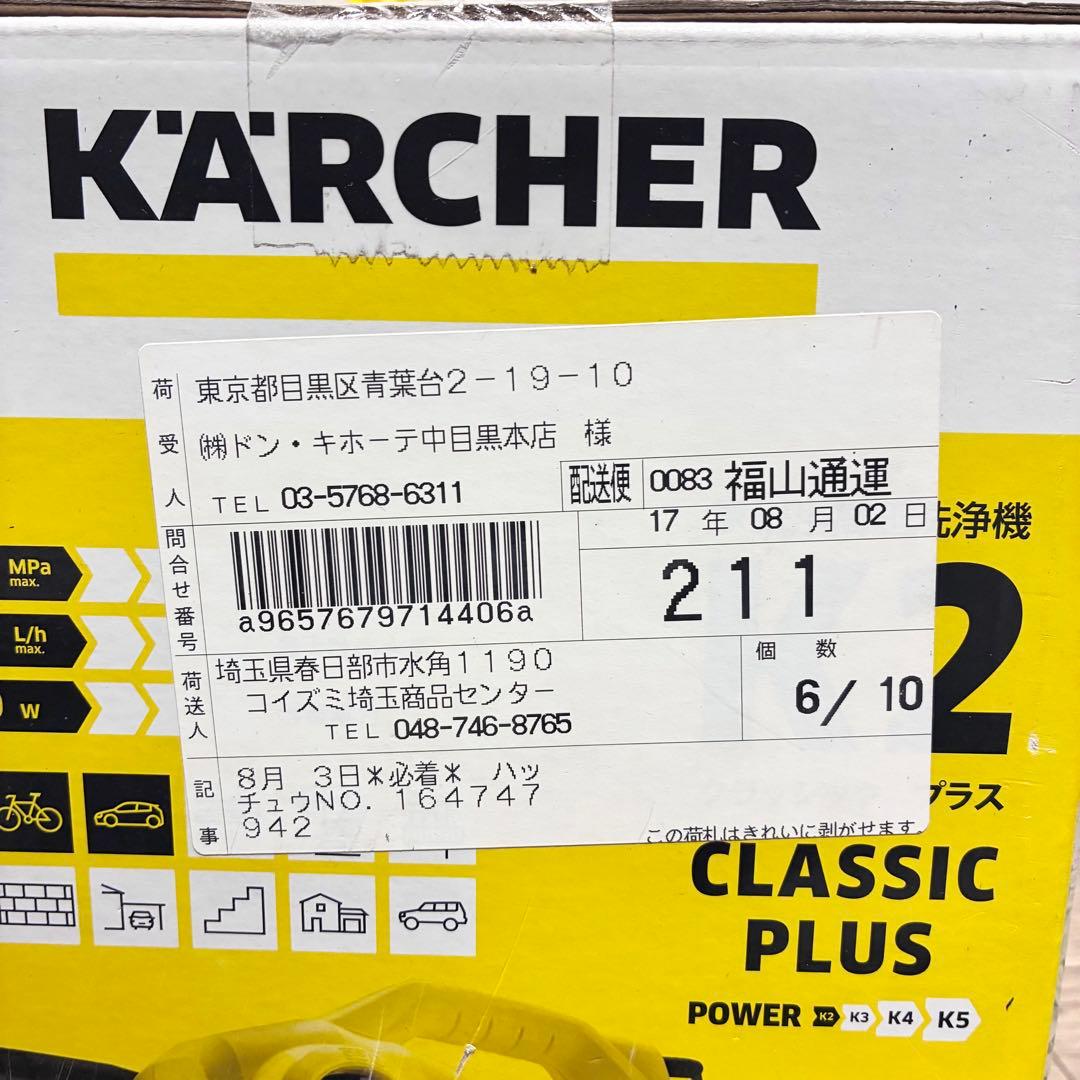 KÄRCHER
荷受人
東京都目黒区青葉台2-19-10
㈱ドン・キホーテ中目黒本店 様
TEL 03-5768-6311
配送便 0083 福山通運
17 年 08 月 02 日
問合せ番号
a9657679714406a
211
荷送人
埼玉県春日部市水角1190
コイズミ埼玉商品センター
TEL 048-746-8765
個 数
6/ 10
記事
8月 3日*必着* ハッ
チュウNO. 164747
942
この荷札はきれいに剥がせます。
洗浄機
2
プラス
CLASSIC
PLUS
POWER K2 K3 K4 K5
MPa
max.
L/h
max.
W